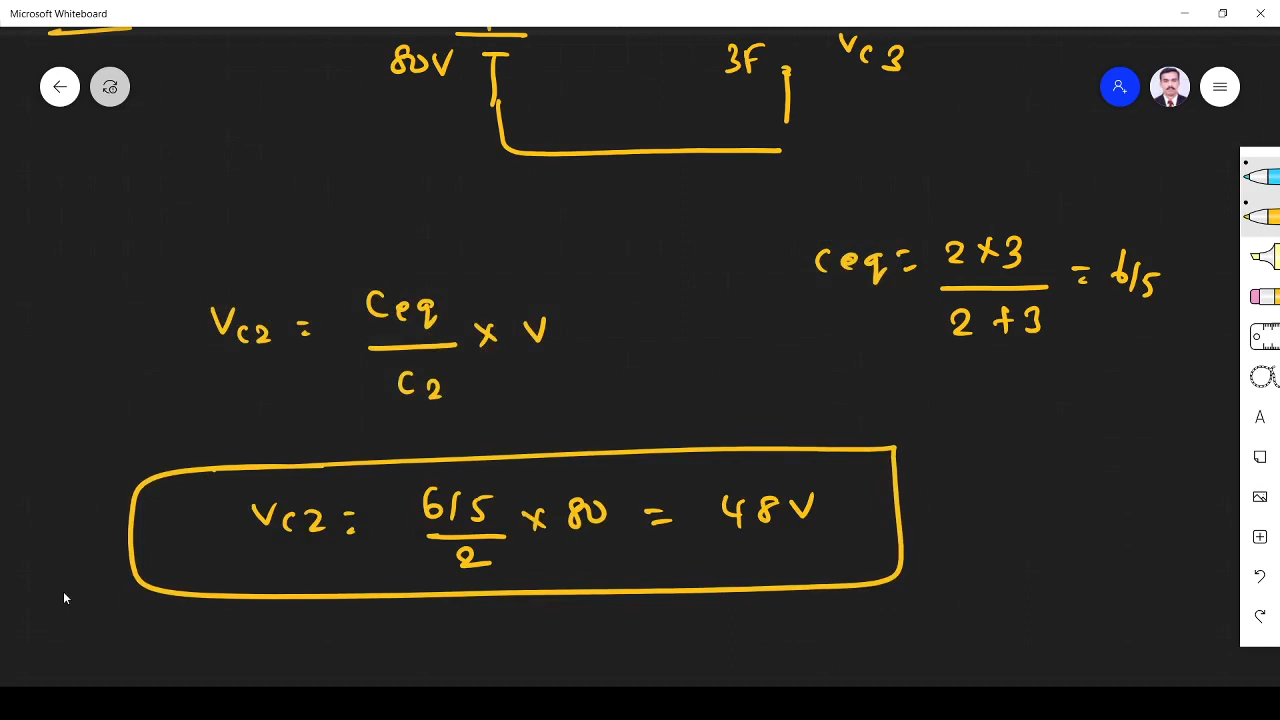 Microsoft Whiteboard
80V
3F
VC3
Ceq = 2 × 3 / 2 + 3 = 6/5
VC2 = Ceq / C2 × V
VC2 = 6/5 / 2 × 80 = 48V
A